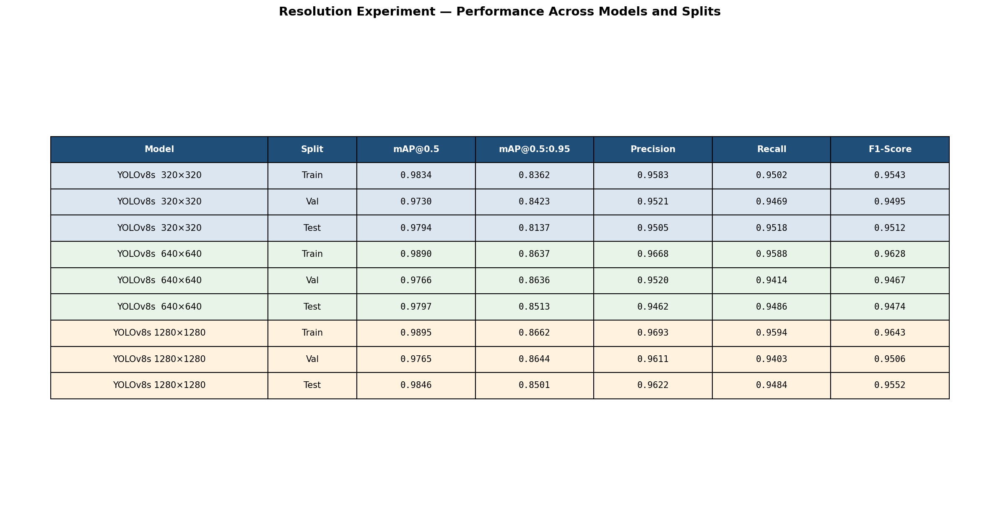 Resolution Experiment — Performance Across Models and Splits
Model Split mAP@0.5 mAP@0.5:0.95 Precision Recall F1-Score
YOLOv8s 320×320 Train 0.9834 0.8362 0.9583 0.9502 0.9543
YOLOv8s 320×320 Val 0.9730 0.8423 0.9521 0.9469 0.9495
YOLOv8s 320×320 Test 0.9794 0.8137 0.9505 0.9518 0.9512
YOLOv8s 640×640 Train 0.9890 0.8637 0.9668 0.9588 0.9628
YOLOv8s 640×640 Val 0.9766 0.8636 0.9520 0.9414 0.9467
YOLOv8s 640×640 Test 0.9797 0.8513 0.9462 0.9486 0.9474
YOLOv8s 1280×1280 Train 0.9895 0.8662 0.9693 0.9594 0.9643
YOLOv8s 1280×1280 Val 0.9765 0.8644 0.9611 0.9403 0.9506
YOLOv8s 1280×1280 Test 0.9846 0.8501 0.9622 0.9484 0.9552